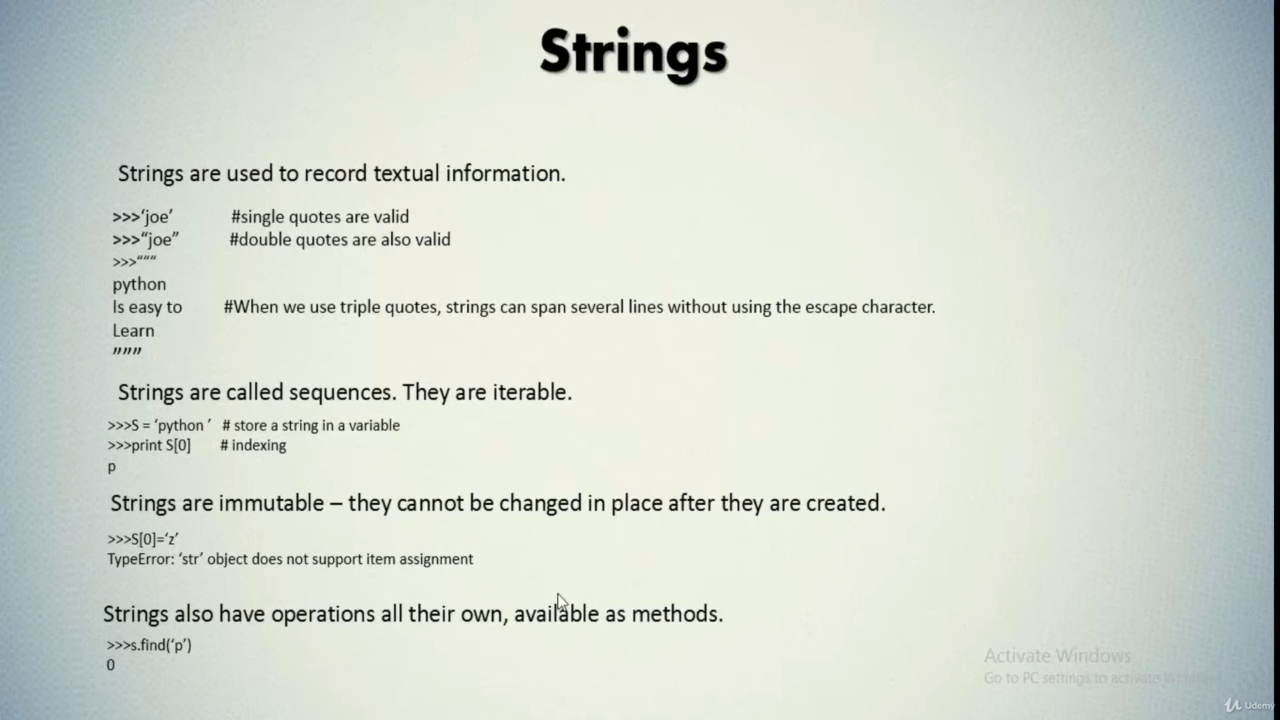 Strings
Strings are used to record textual information.
>>>‘joe’ #single quotes are valid
>>>“joe” #double quotes are also valid
>>>“““
python
Is easy to #When we use triple quotes, strings can span several lines without using the escape character.
Learn
”””
Strings are called sequences. They are iterable.
>>>S = ‘python ’ # store a string in a variable
>>>print S[0] # indexing
p
Strings are immutable – they cannot be changed in place after they are created.
>>>S[0]=‘z’
TypeError: ‘str’ object does not support item assignment
Strings also have operations all their own, available as methods.
>>>s.find(‘p’)
0
Activate Windows
Go to PC settings to activate
Udemy